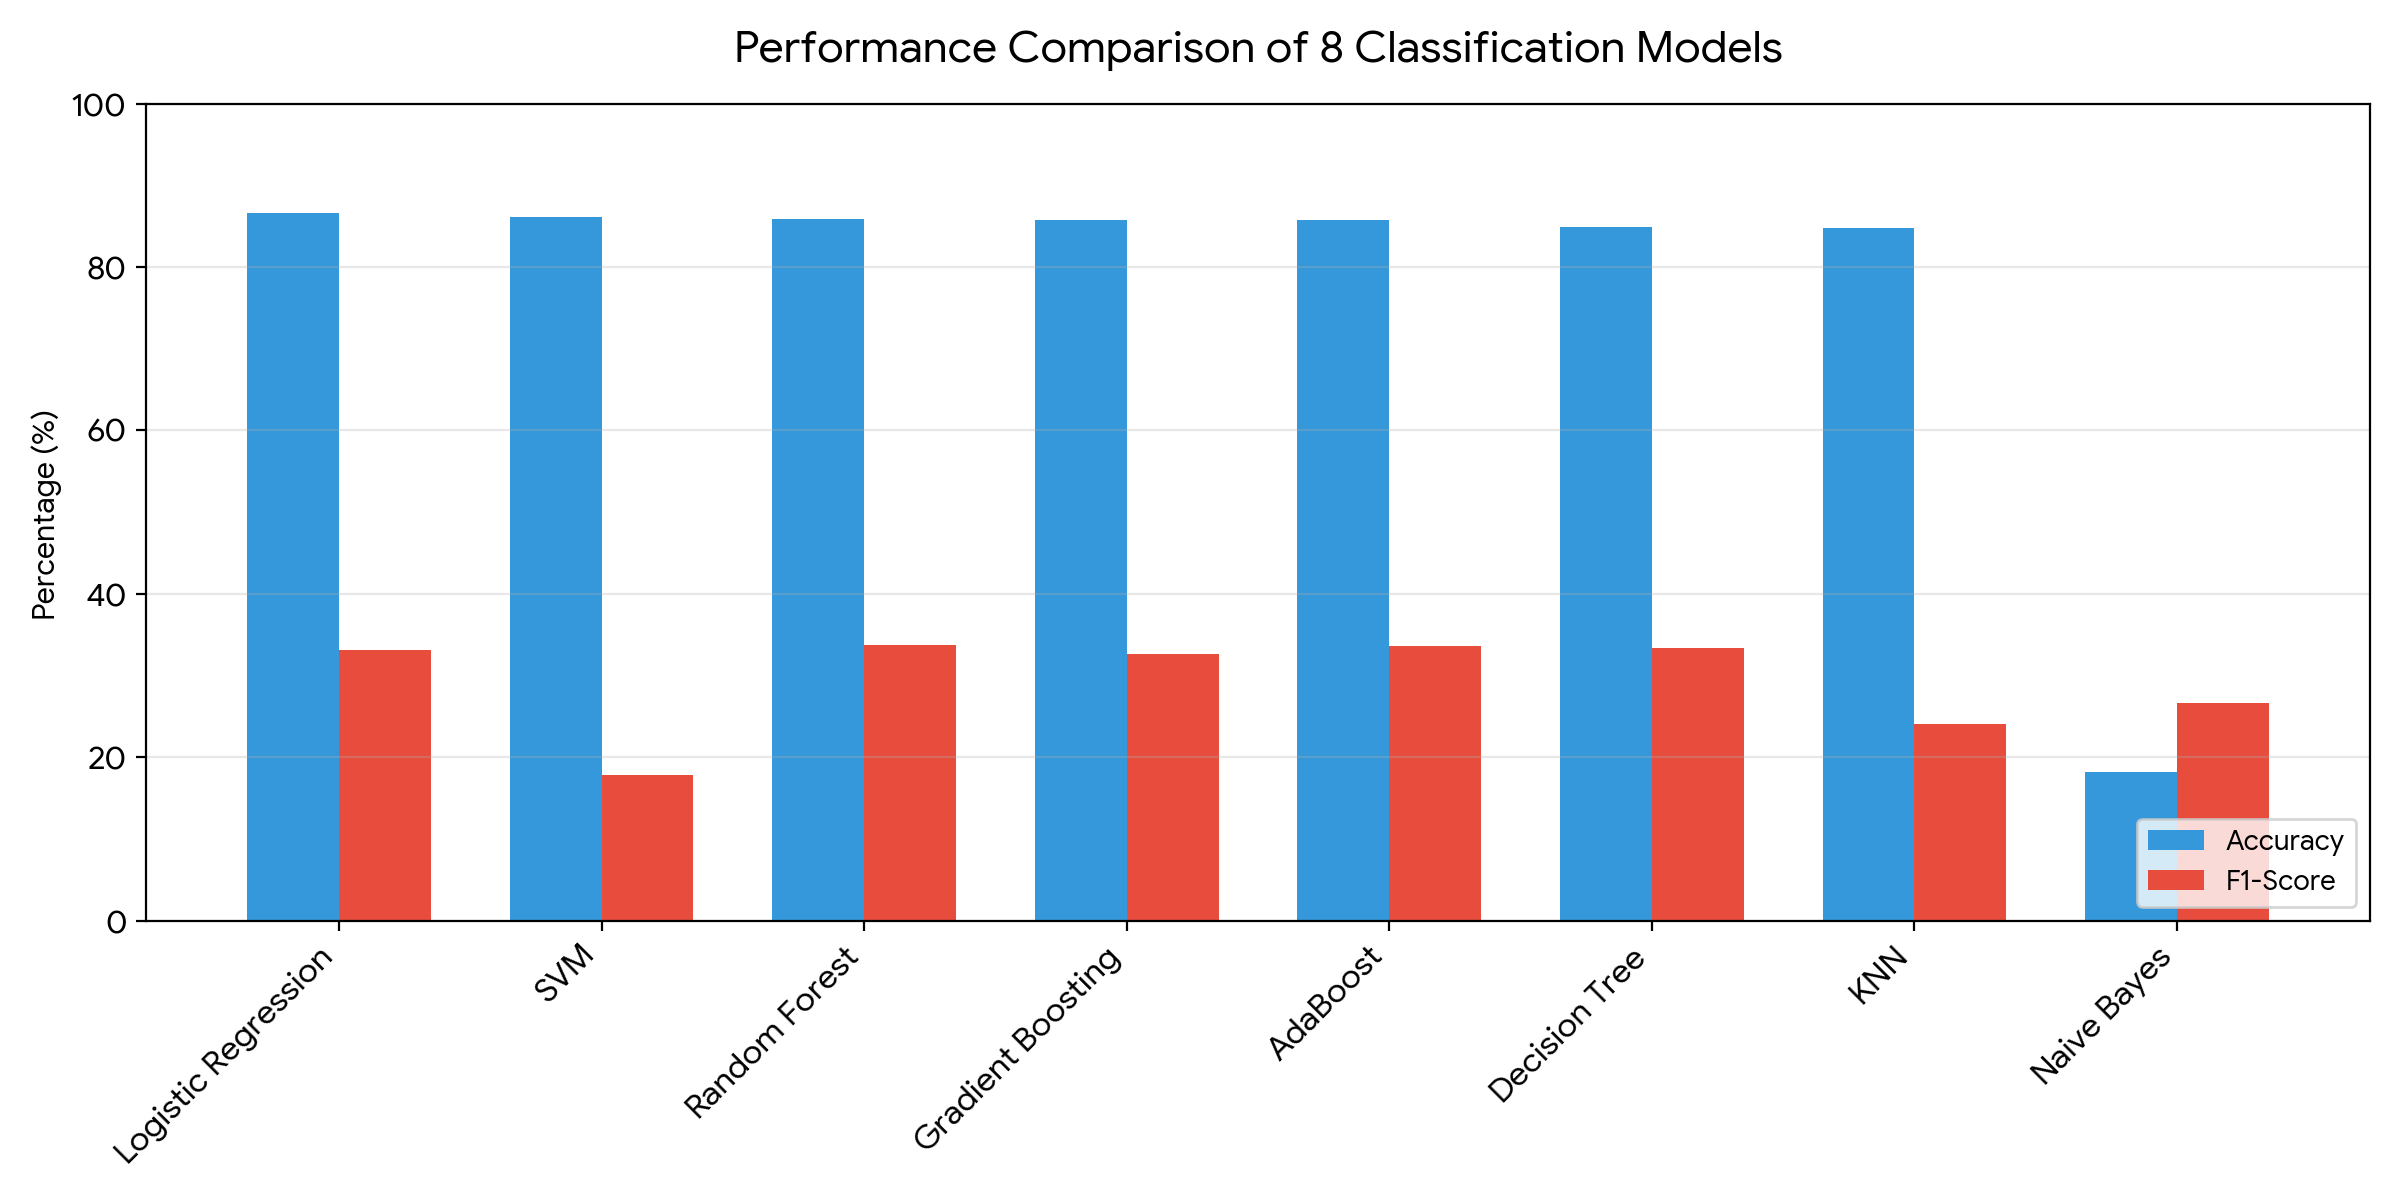 Performance Comparison of 8 Classification Models
Percentage (%)
100
80
60
40
20
0
Logistic Regression
SVM
Random Forest
Gradient Boosting
AdaBoost
Decision Tree
KNN
Naive Bayes
Accuracy
F1-Score